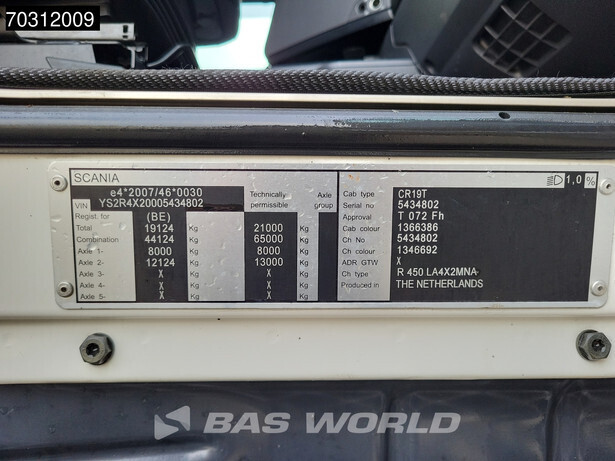 70312009
SCANIA
1,0 %
e4*2007/46*0030
VIN YS2R4X20005434802
Technically permissible
Axle group
Regist. for (BE)
Total 19124 Kg 21000 Kg
Combination 44124 Kg 65000 Kg
Axle 1- 8000 Kg 8000 Kg
Axle 2- 12124 Kg 13000 Kg
Axle 3- X Kg X Kg
Axle 4- X Kg X Kg
Axle 5- X Kg X Kg
Cab type CR19T
Serial no 5434802
Approval T 072 Fh
Cab colour 1366386
Ch No 5434802
Ch colour 1346692
ADR GTW X
Ch type R 450 LA4X2MNA
Produced in THE NETHERLANDS
BAS WORLD